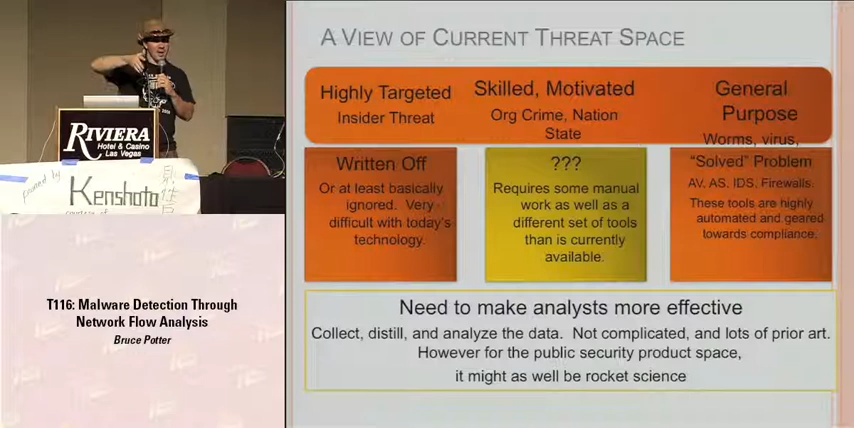 RIVIERA
Hotel & Casino
Las Vegas
powned by
Kenshoto
T116: Malware Detection Through
Network Flow Analysis
Bruce Potter
A VIEW OF CURRENT THREAT SPACE
Highly Targeted
Insider Threat
Skilled, Motivated
Org Crime, Nation
State
General
Purpose
Worms, virus,
Written Off
Or at least basically
ignored. Very
difficult with today's
technology.
???
Requires some manual
work as well as a
different set of tools
than is currently
available.
"Solved" Problem
AV, AS, IDS, Firewalls.
These tools are highly
automated and geared
towards compliance.
Need to make analysts more effective
Collect, distill, and analyze the data. Not complicated, and lots of prior art.
However for the public security product space,
it might as well be rocket science